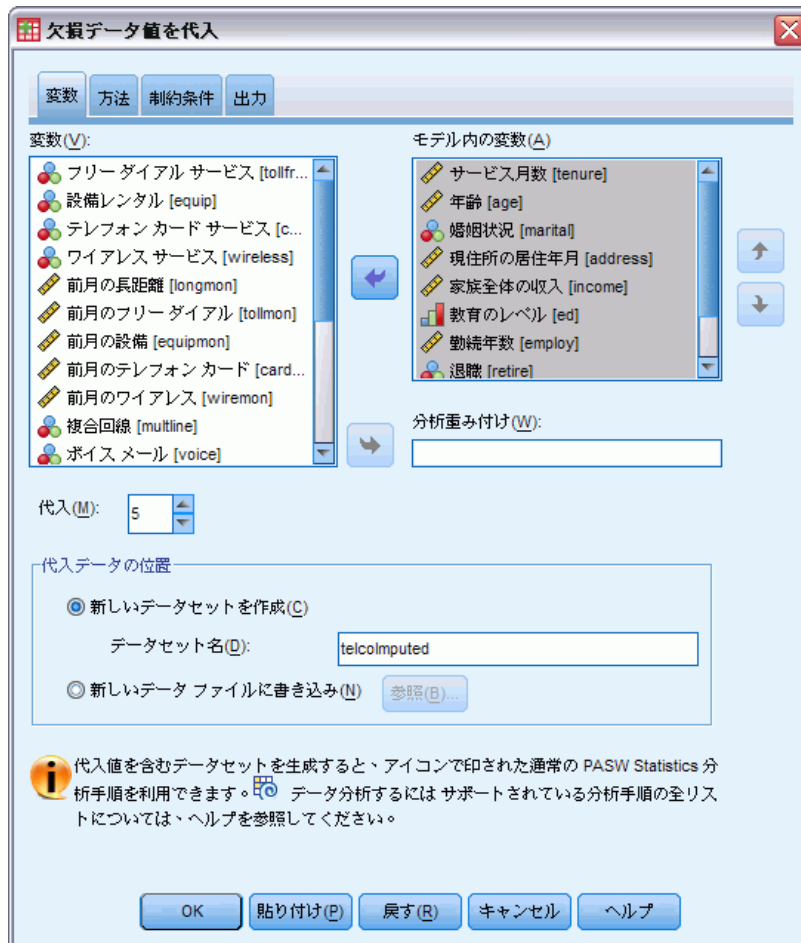 欠損データ値を代入
変数 方法 制約条件 出力
変数(V):
フリー ダイアル サービス [tollfr...
設備レンタル [equip]
テレフォン カード サービス [c...
ワイアレス サービス [wireless]
前月の長距離 [longmon]
前月のフリー ダイアル [tollmon]
前月の設備 [equipmon]
前月のテレフォン カード [card...
前月のワイアレス [wiremon]
複合回線 [multline]
ボイス メール [voice]
モデル内の変数(A)
サービス月数 [tenure]
年齢 [age]
婚姻状況 [marital]
現住所の居住年月 [address]
家族全体の収入 [income]
教育のレベル [ed]
勤続年数 [employ]
退職 [retire]
分析重み付け(W):
代入(M): 5
代入データの位置
新しいデータセットを作成(C)
データセット名(D): telcoImputed
新しいデータ ファイルに書き込み(N) 参照(B)...
代入値を含むデータセットを生成すると、アイコンで印された通常の PASW Statistics 分
析手順を利用できます。 データ分析するには サポートされている分析手順の全リス
トについては、ヘルプを参照してください。
OK 貼り付け(P) 戻す(R) キャンセル ヘルプ